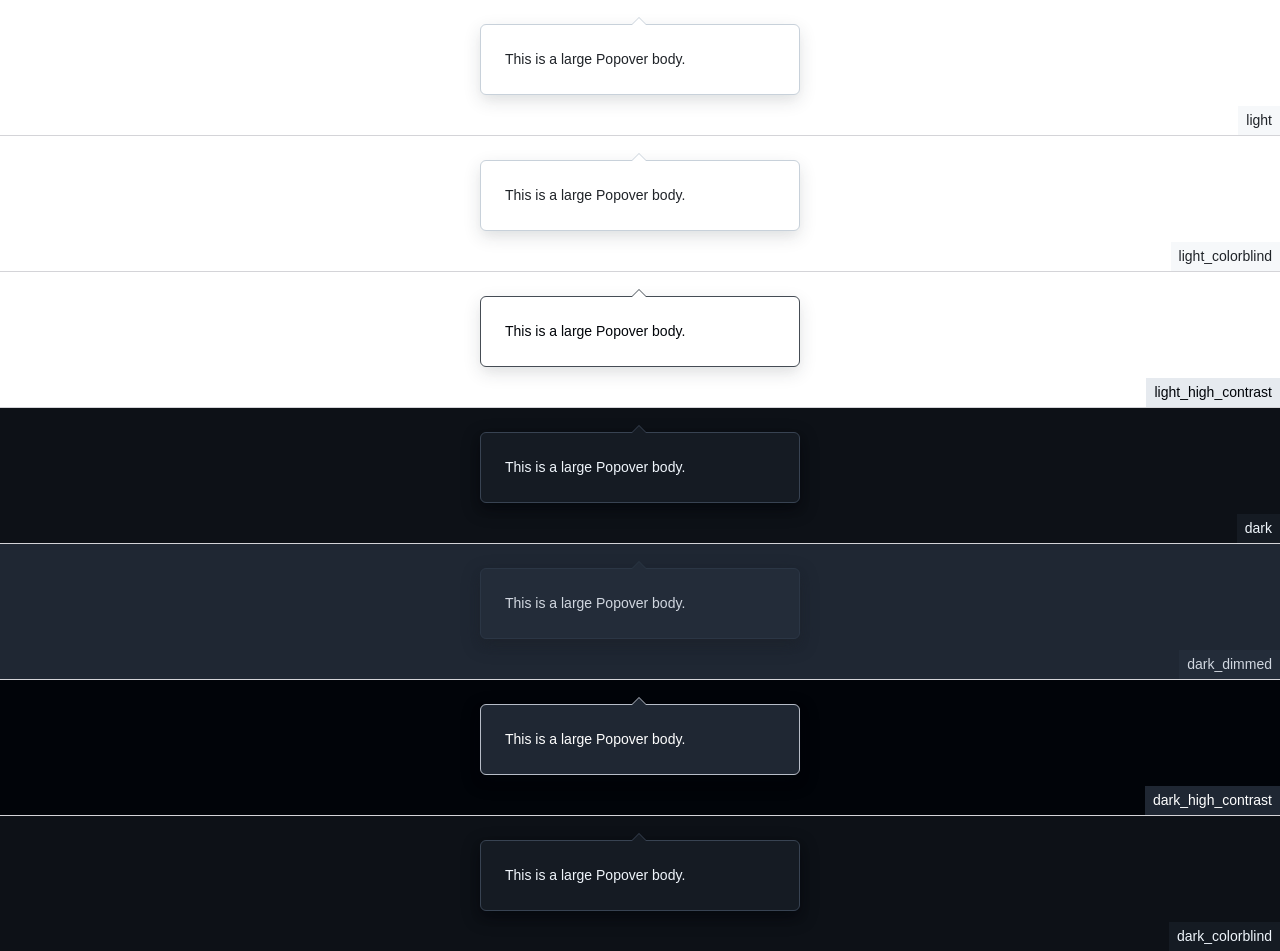 This is a large Popover body.
light
This is a large Popover body.
light_colorblind
This is a large Popover body.
light_high_contrast
This is a large Popover body.
dark
This is a large Popover body.
dark_dimmed
This is a large Popover body.
dark_high_contrast
This is a large Popover body.
dark_colorblind